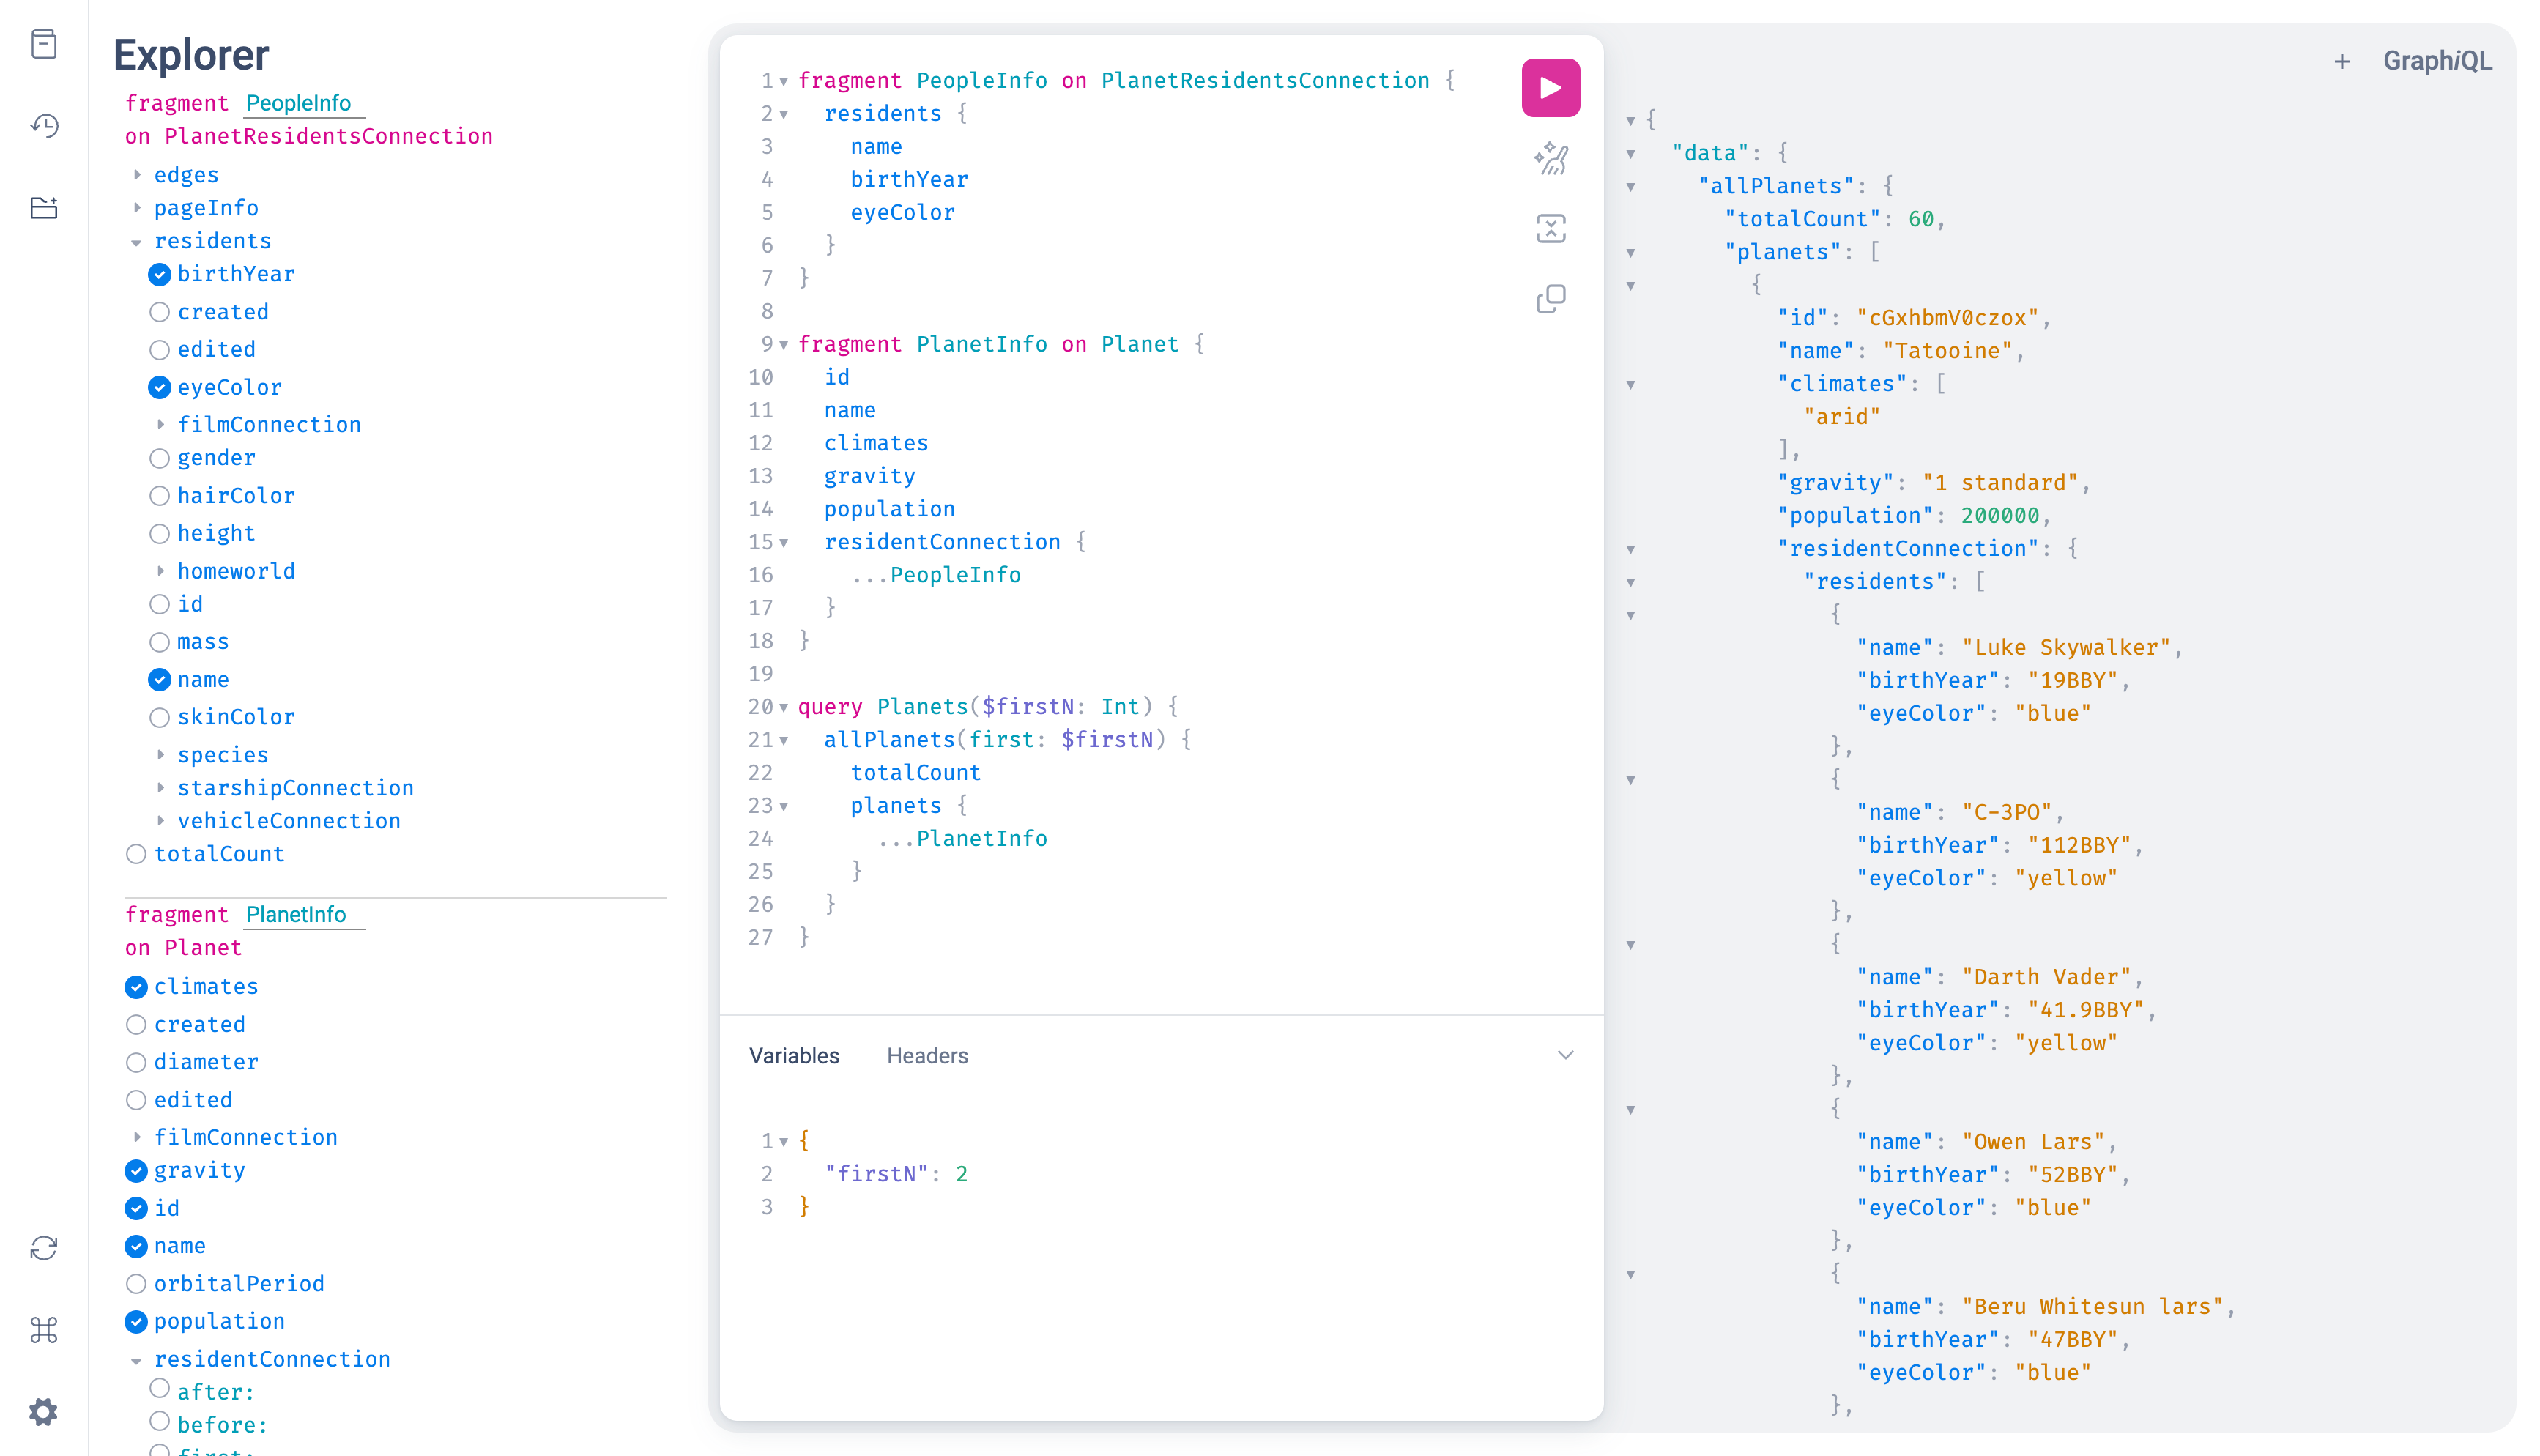 Explorer
fragment PeopleInfo
on PlanetResidentsConnection
edges
pageInfo
residents
birthYear
created
edited
eyeColor
filmConnection
gender
hairColor
height
homeworld
id
mass
name
skinColor
species
starshipConnection
vehicleConnection
totalCount
fragment PlanetInfo
on Planet
climates
created
diameter
edited
filmConnection
gravity
id
name
orbitalPeriod
population
residentConnection
after:
before:
first:
1 fragment PeopleInfo on PlanetResidentsConnection {
2 residents {
3 name
4 birthYear
5 eyeColor
6 }
7 }
8
9 fragment PlanetInfo on Planet {
10 id
11 name
12 climates
13 gravity
14 population
15 residentConnection {
16 ...PeopleInfo
17 }
18 }
19
20 query Planets($firstN: Int) {
21 allPlanets(first: $firstN) {
22 totalCount
23 planets {
24 ...PlanetInfo
25 }
26 }
27 }
Variables Headers
1 {
2 "firstN": 2
3 }
+ GraphiQL
{
"data": {
"allPlanets": {
"totalCount": 60,
"planets": [
{
"id": "cGxhbmV0czox",
"name": "Tatooine",
"climates": [
"arid"
],
"gravity": "1 standard",
"population": 200000,
"residentConnection": {
"residents": [
{
"name": "Luke Skywalker",
"birthYear": "19BBY",
"eyeColor": "blue"
},
{
"name": "C-3PO",
"birthYear": "112BBY",
"eyeColor": "yellow"
},
{
"name": "Darth Vader",
"birthYear": "41.9BBY",
"eyeColor": "yellow"
},
{
"name": "Owen Lars",
"birthYear": "52BBY",
"eyeColor": "blue"
},
{
"name": "Beru Whitesun lars",
"birthYear": "47BBY",
"eyeColor": "blue"
},